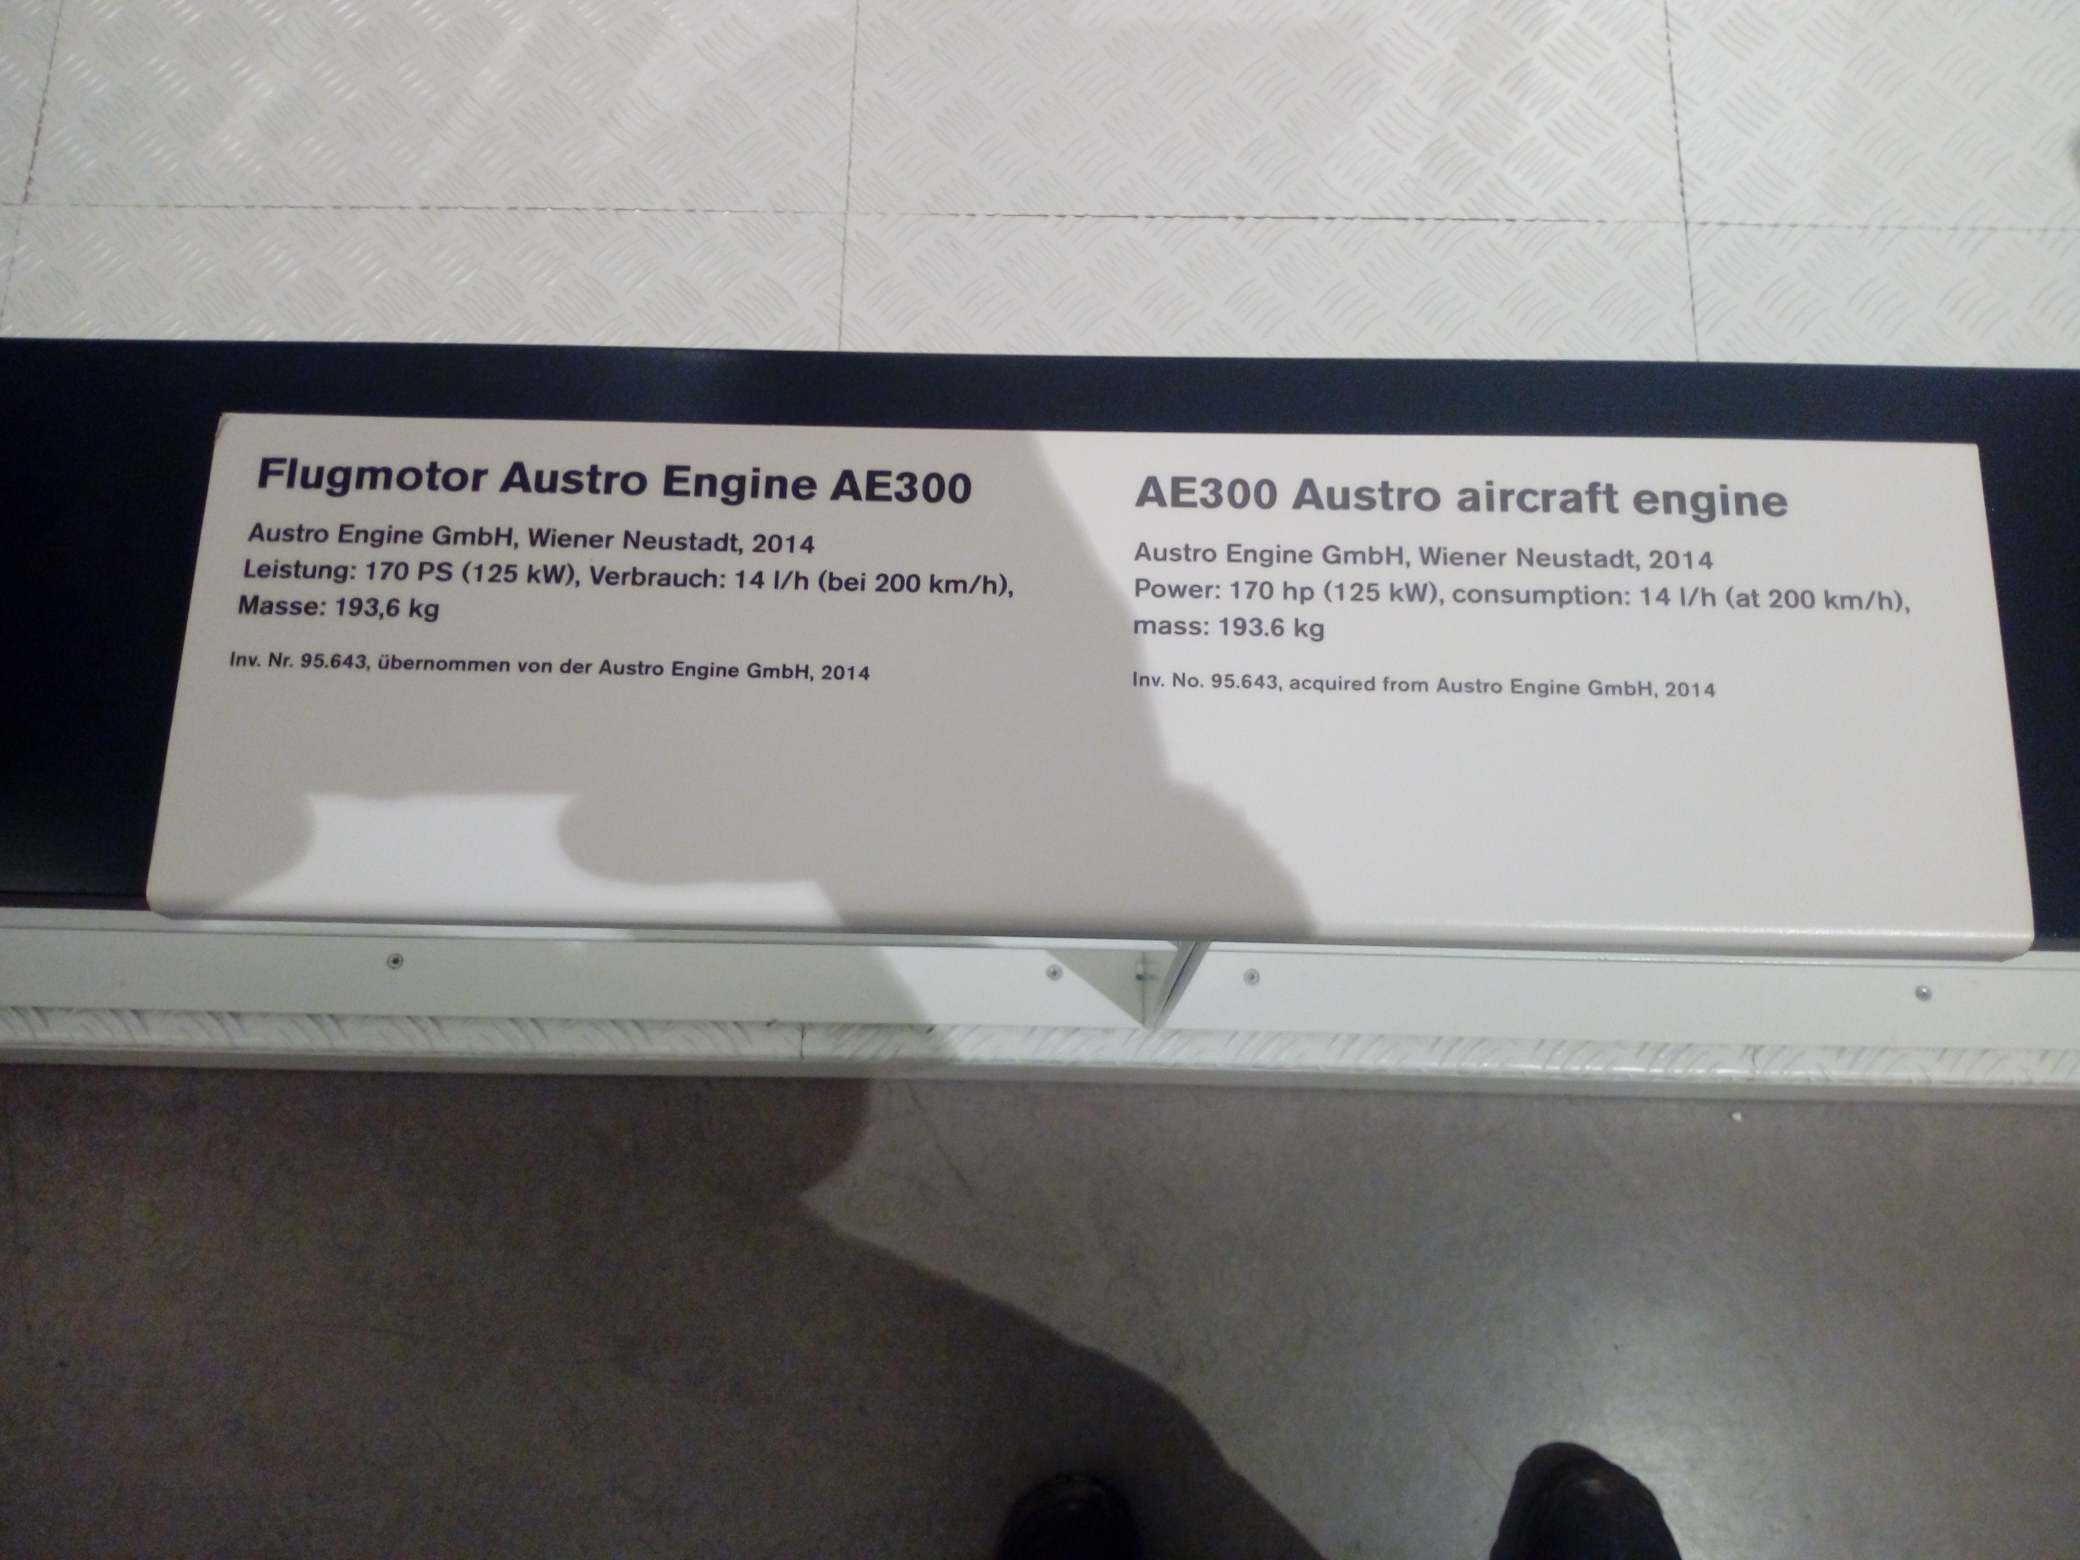 Flugmotor Austro Engine AE300
Austro Engine GmbH, Wiener Neustadt, 2014
Leistung: 170 PS (125 kW), Verbrauch: 14 l/h (bei 200 km/h),
Masse: 193,6 kg
Inv. Nr. 95.643, übernommen von der Austro Engine GmbH, 2014
AE300 Austro aircraft engine
Austro Engine GmbH, Wiener Neustadt, 2014
Power: 170 hp (125 kW), consumption: 14 l/h (at 200 km/h),
mass: 193.6 kg
Inv. No. 95.643, acquired from Austro Engine GmbH, 2014